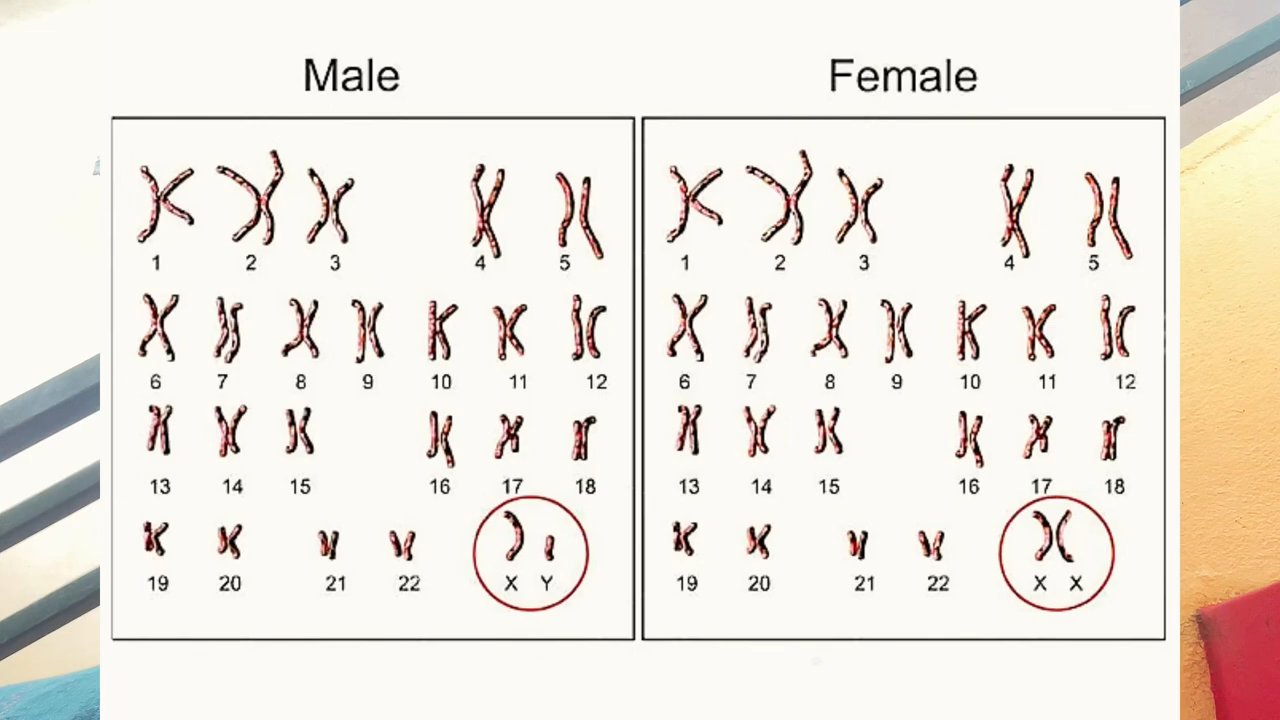 Male
1 2 3 4 5
6 7 8 9 10 11 12
13 14 15 16 17 18
19 20 21 22 X Y
Female
1 2 3 4 5
6 7 8 9 10 11 12
13 14 15 16 17 18
19 20 21 22 X X